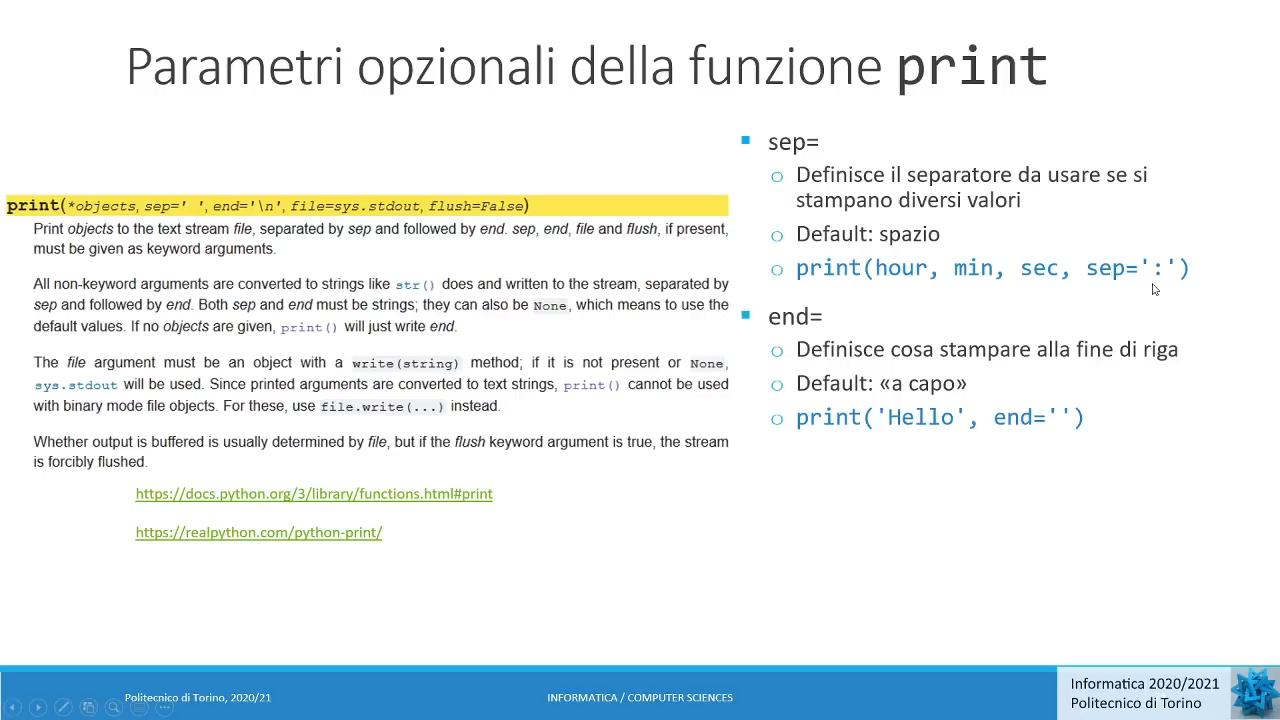 Parametri opzionali della funzione print
print(*objects, sep=' ', end='\n', file=sys.stdout, flush=False)
Print objects to the text stream file, separated by sep and followed by end. sep, end, file and flush, if present,
must be given as keyword arguments.
All non-keyword arguments are converted to strings like str() does and written to the stream, separated by
sep and followed by end. Both sep and end must be strings; they can also be None, which means to use the
default values. If no objects are given, print() will just write end.
The file argument must be an object with a write(string) method; if it is not present or None,
sys.stdout will be used. Since printed arguments are converted to text strings, print() cannot be used
with binary mode file objects. For these, use file.write(...) instead.
Whether output is buffered is usually determined by file, but if the flush keyword argument is true, the stream
is forcibly flushed.
https://docs.python.org/3/library/functions.html#print
https://realpython.com/python-print/
sep=
Definisce il separatore da usare se si
stampano diversi valori
Default: spazio
print(hour, min, sec, sep=':')
end=
Definisce cosa stampare alla fine di riga
Default: «a capo»
print('Hello', end='')
Politecnico di Torino, 2020/21
INFORMATICA / COMPUTER SCIENCES
Informatica 2020/2021
Politecnico di Torino